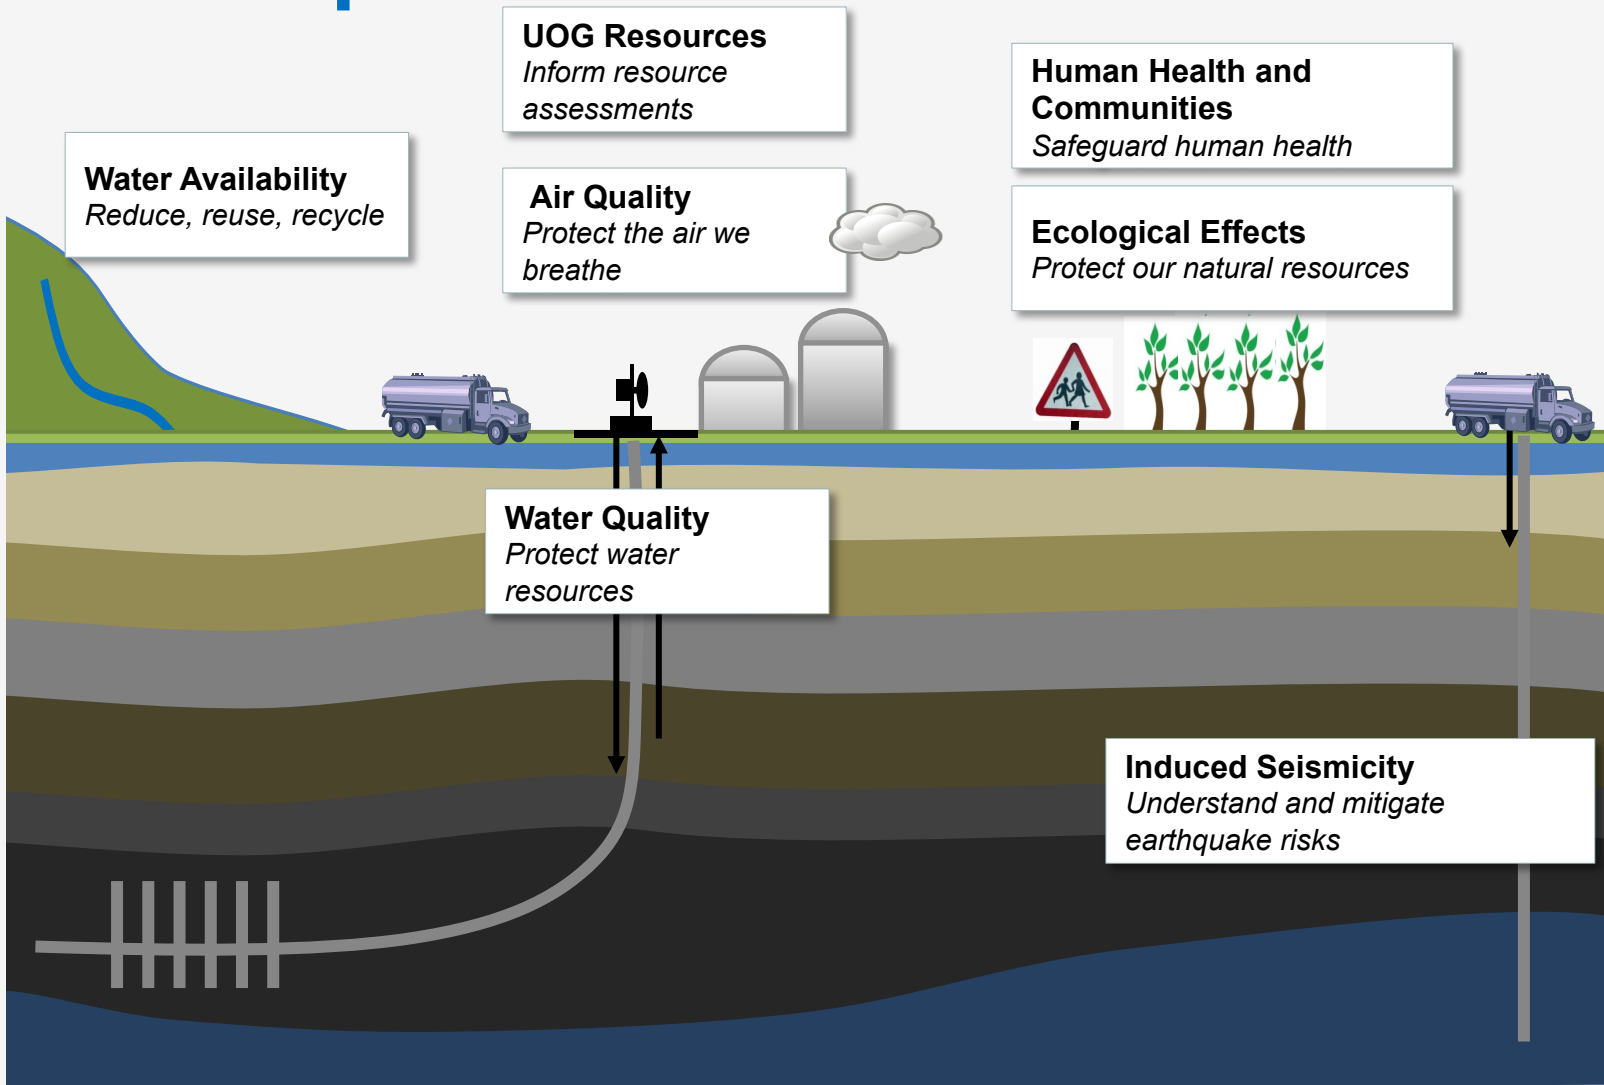 UOG Resources
Inform resource
assessments
Human Health and
Communities
Safeguard human health
Water Availability
Reduce, reuse, recycle
Air Quality
Protect the air we
breathe
Ecological Effects
Protect our natural resources
Water Quality
Protect water
resources
Induced Seismicity
Understand and mitigate
earthquake risks